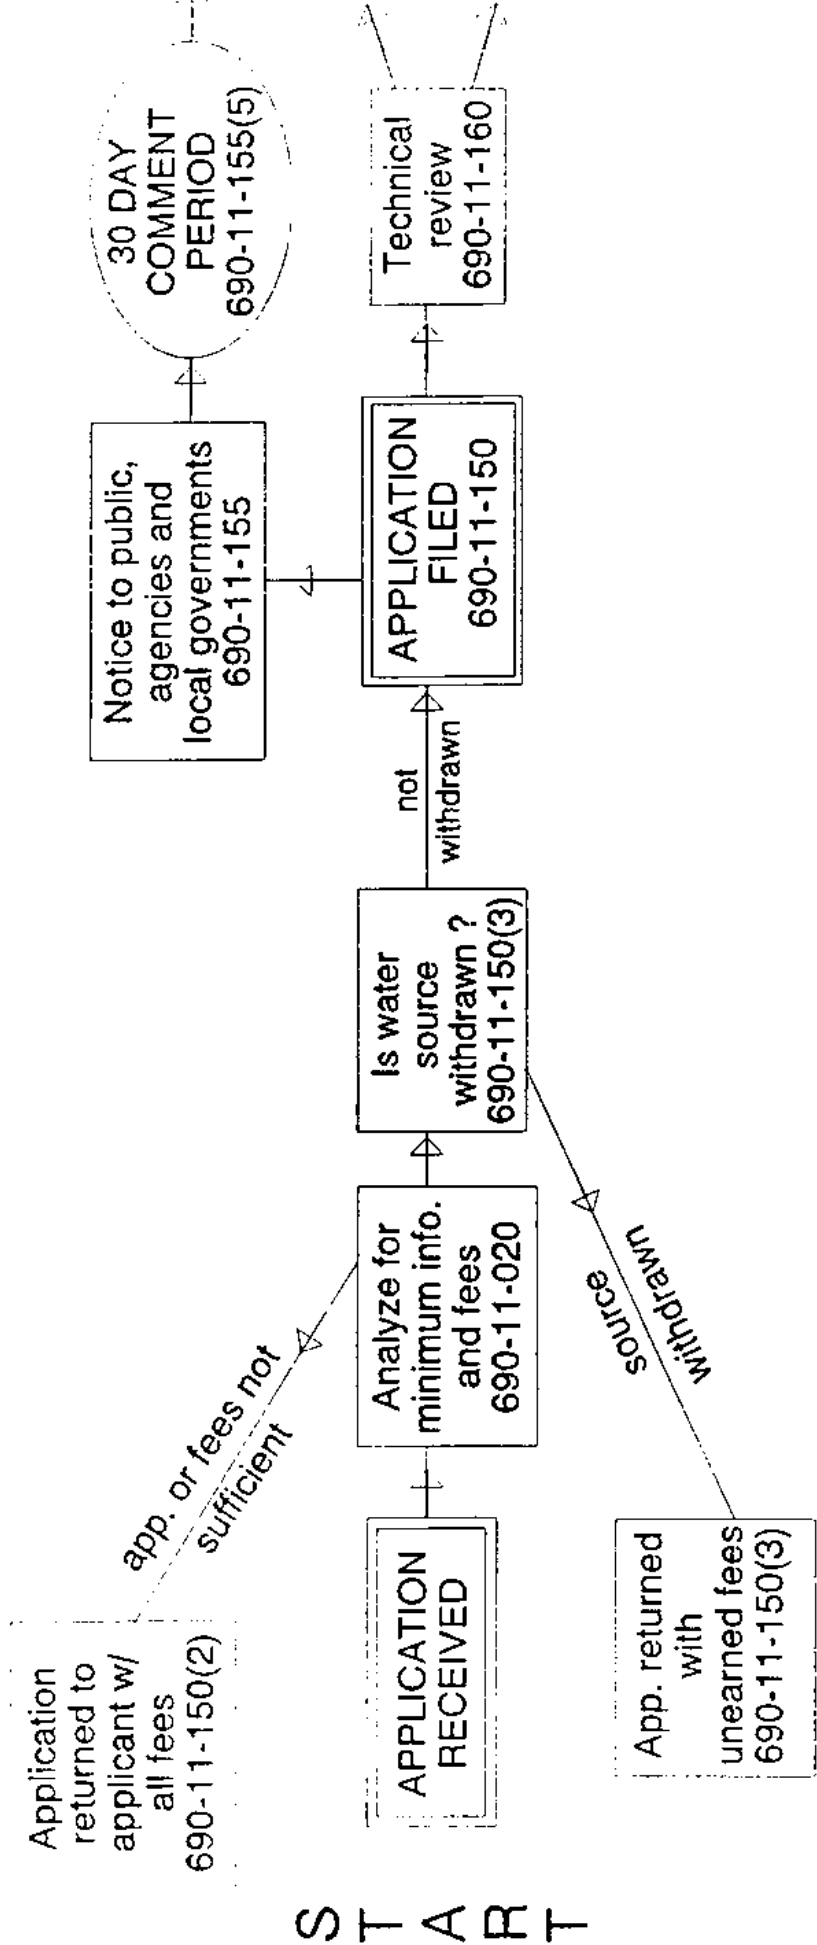 START
Application
returned to
applicant w/
all fees
690-11-150(2)
APPLICATION
RECEIVED
App. returned
with
unearned fees
690-11-150(3)
app. or fees not
sufficient
Analyze for
minimum info.
and fees
690-11-020
source
withdrawn
Is water
source
withdrawn ?
690-11-150(3)
not
withdrawn
Notice to public,
agencies and
local governments
690-11-155
APPLICATION
FILED
690-11-150
30 DAY
COMMENT
PERIOD
690-11-155(5)
Technical
review
690-11-160